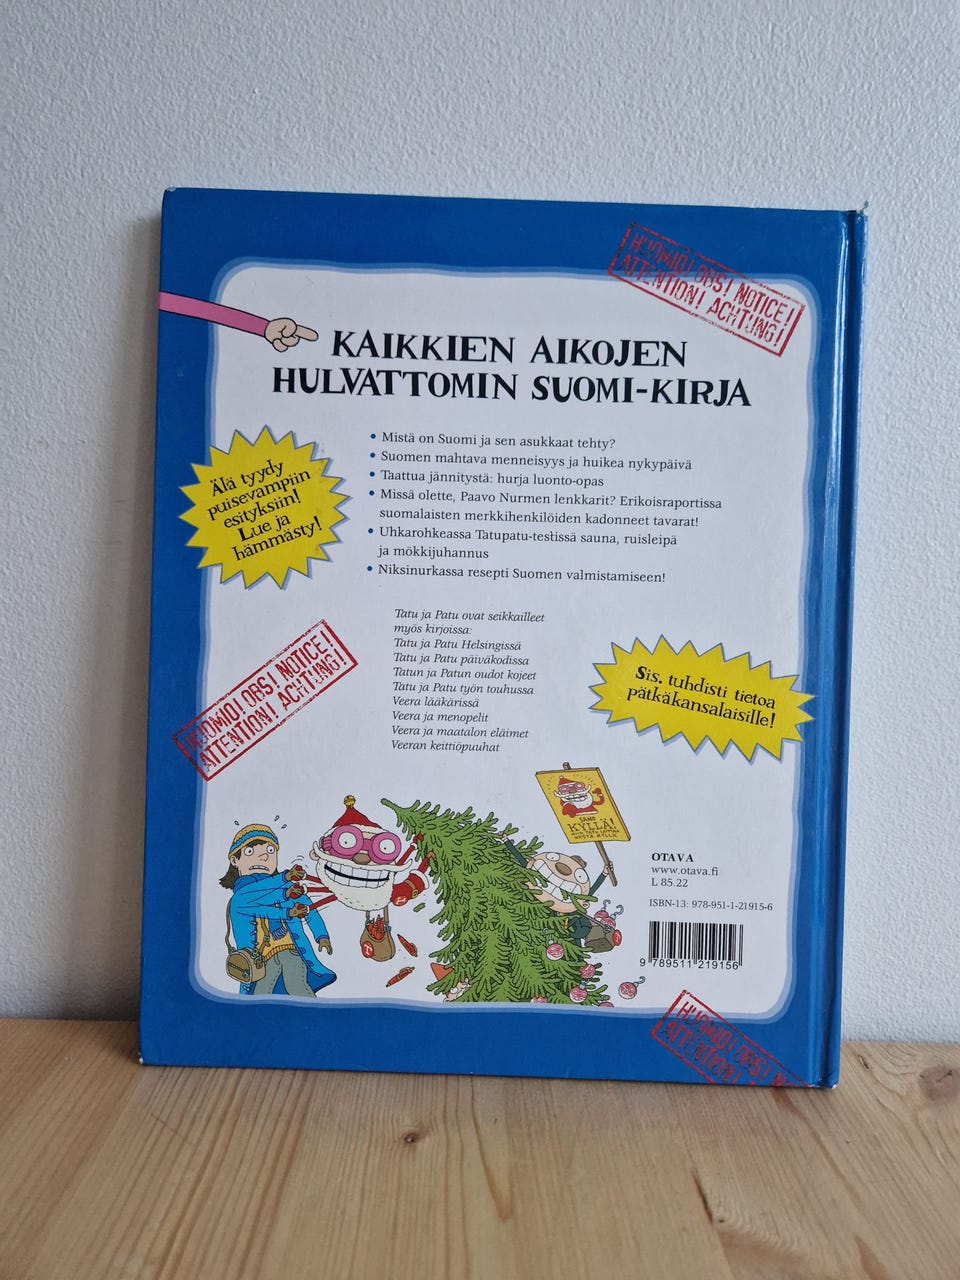 HUOMIO! OBS! NOTICE!
ATTENTION! ACHTUNG!
KAIKKIEN AIKOJEN
HULVATTOMIN SUOMI-KIRJA
• Mistä on Suomi ja sen asukkaat tehty?
• Suomen mahtava menneisyys ja huikea nykypäivä
• Taattua jännitystä: hurja luonto-opas
• Missä olette, Paavo Nurmen lenkkarit? Erikoisraportissa
suomalaisten merkkihenkilöiden kadonneet tavarat!
• Uhkarohkeassa Tatupatu-testissä sauna, ruisleipä
ja mökkijuhannus
• Niksinurkassa resepti Suomen valmistamiseen!
Älä tyydy
puisevampiin
esityksiin!
Lue ja
hämmästy!
Tatu ja Patu ovat seikkailleet
myös kirjoissa:
Tatu ja Patu Helsingissä
Tatu ja Patu päiväkodissa
Tatun ja Patun oudot kojeet
Tatu ja Patu työn touhussa
Veera lääkärissä
Veera ja menopelit
Veera ja maatalon eläimet
Veeran keittiöpuuhat
HUOMIO! OBS! NOTICE!
ATTENTION! ACHTUNG!
Sis. tuhdisti tietoa
pätkäkansalaisille!
SANO
KYLLÄ!
T
OTAVA
www.otava.fi
L 85.22
ISBN-13: 978-951-1-21915-6
9 789511 219156
HUOMIO! OBS! N
ATTENTION! A